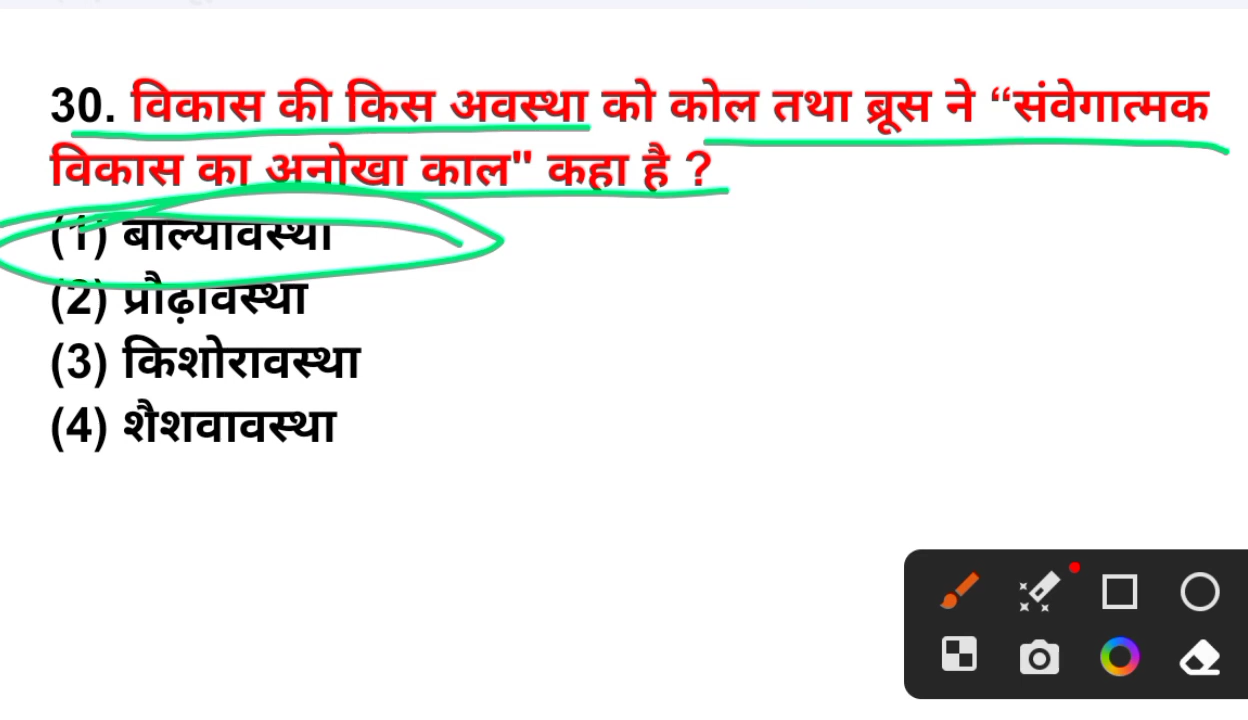 30. विकास की किस अवस्था को कोल तथा ब्रूस ने “संवेगात्मक
विकास का अनोखा काल" कहा है ?
(1) बाल्यावस्था
(2) प्रौढ़ावस्था
(3) किशोरावस्था
(4) शैशवावस्था